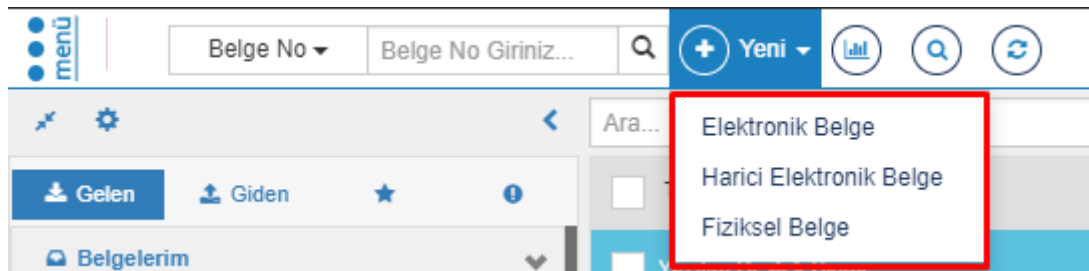 menü
Belge No
Belge No Giriniz...
Yeni
Ara...
Elektronik Belge
Harici Elektronik Belge
Fiziksel Belge
Gelen
Giden
Belgelerim